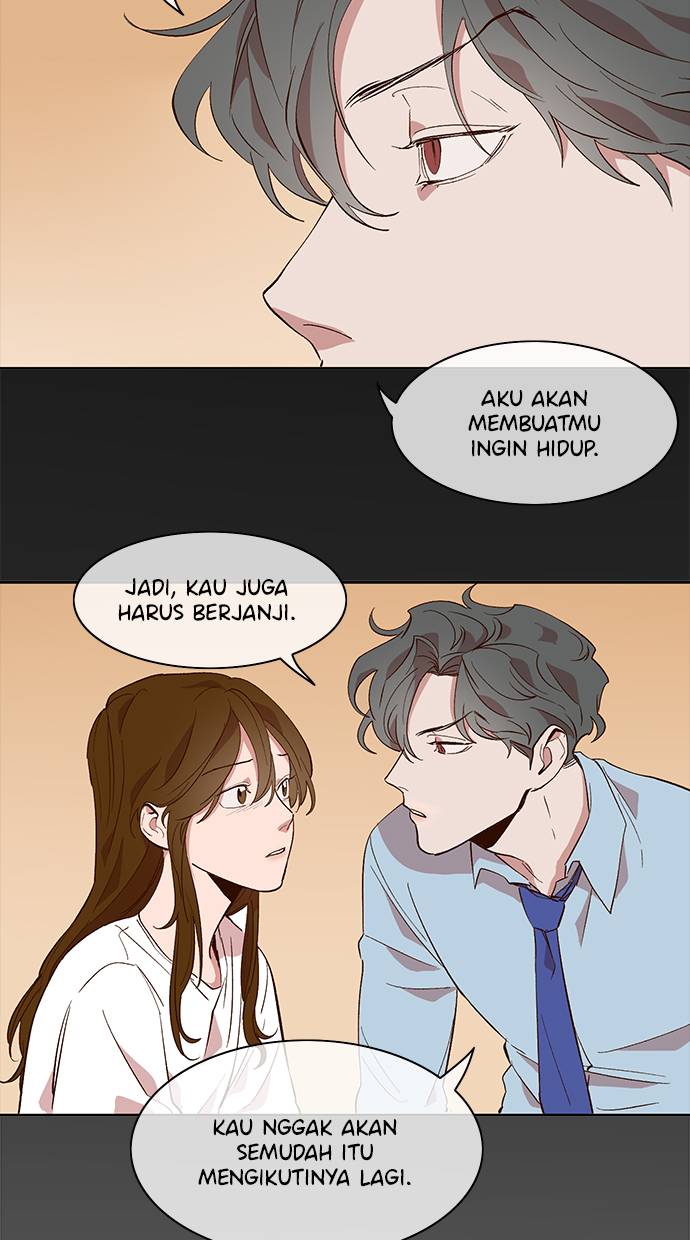 AKU AKAN
MEMBUATMU
INGIN HIDUP.
JADI, KAU JUGA
HARUS BERJANJI.
KAU NGGAK AKAN
SEMUDAH ITU
MENGIKUTINYA LAGI.